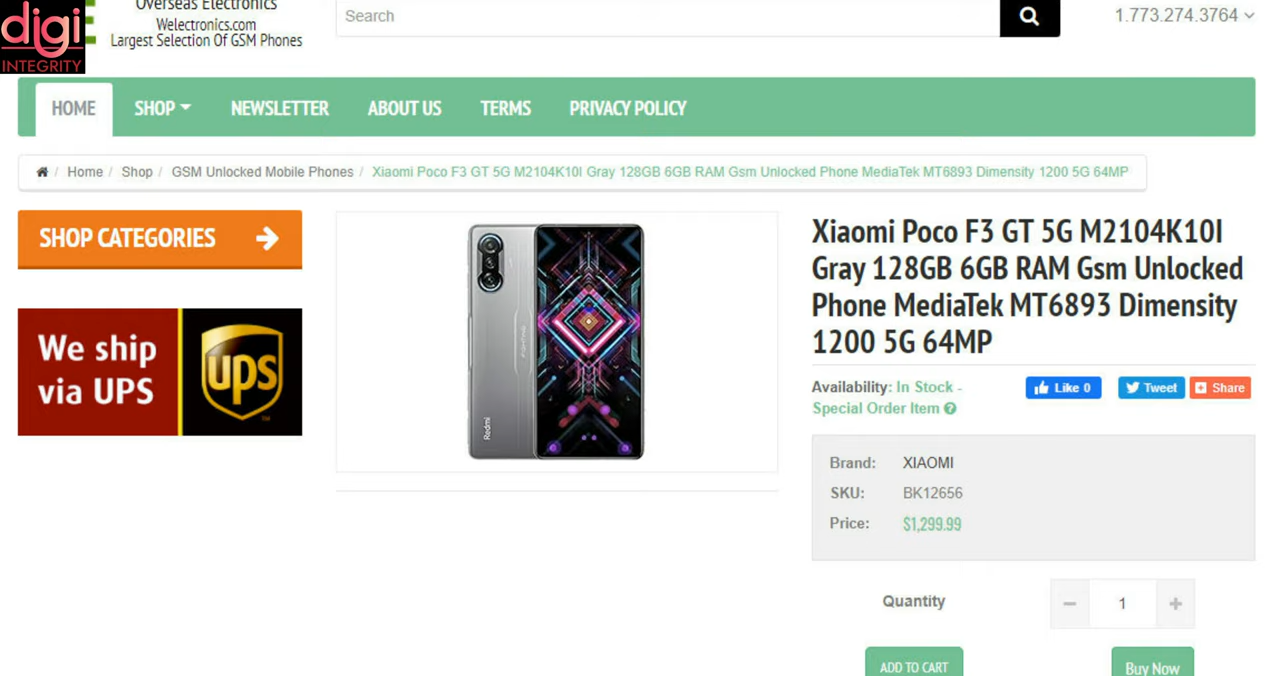 digi
INTEGRITY
Overseas Electronics
Welectronics.com
Largest Selection Of GSM Phones
Search
1.773.274.3764
HOME SHOP NEWSLETTER ABOUT US TERMS PRIVACY POLICY
/ Home / Shop / GSM Unlocked Mobile Phones / Xiaomi Poco F3 GT 5G M2104K10I Gray 128GB 6GB RAM Gsm Unlocked Phone MediaTek MT6893 Dimensity 1200 5G 64MP
SHOP CATEGORIES
We ship
via UPS
ups
FIGHTING
Redmi
Xiaomi Poco F3 GT 5G M2104K10I
Gray 128GB 6GB RAM Gsm Unlocked
Phone MediaTek MT6893 Dimensity
1200 5G 64MP
Availability: In Stock -
Special Order Item
Like 0 Tweet Share
Brand: XIAOMI
SKU: BK12656
Price: $1,299.99
Quantity − 1 +
ADD TO CART Buy Now